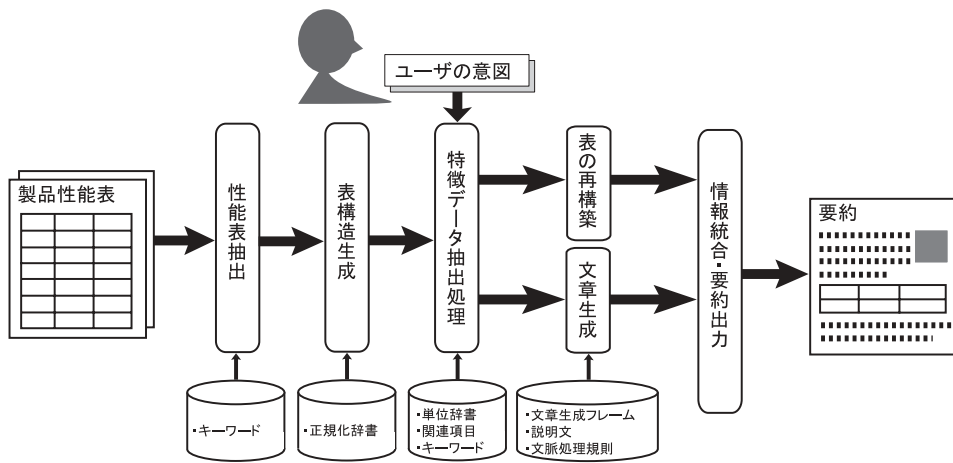 ユーザの意図
製品性能表
性能表抽出
表構造生成
特徴データ抽出処理
表の再構築
文章生成
情報統合・要約出力
要約
・キーワード
・正規化辞書
・単位辞書
・関連項目
・キーワード
・文章生成フレーム
・説明文
・文脈処理規則